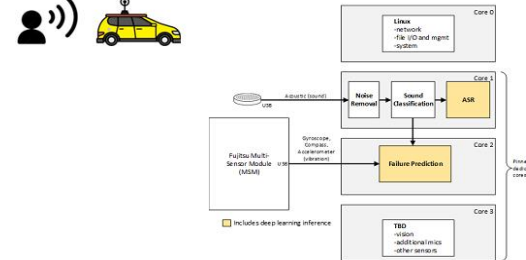 Core 0
Linux
-network
-file I/O and mgmt
-system
Core 1
Acoustic (sound)
USB
Noise
Removal
Sound
Classification
ASR
Core 2
Gyroscope,
Compass,
Accelerometer
(vibration)
Fujitsu Multi-
Sensor Module
(MSM)
USB
Failure Prediction
Core 3
TBD
-vision
-additional mics
-other sensors
Includes deep learning inference